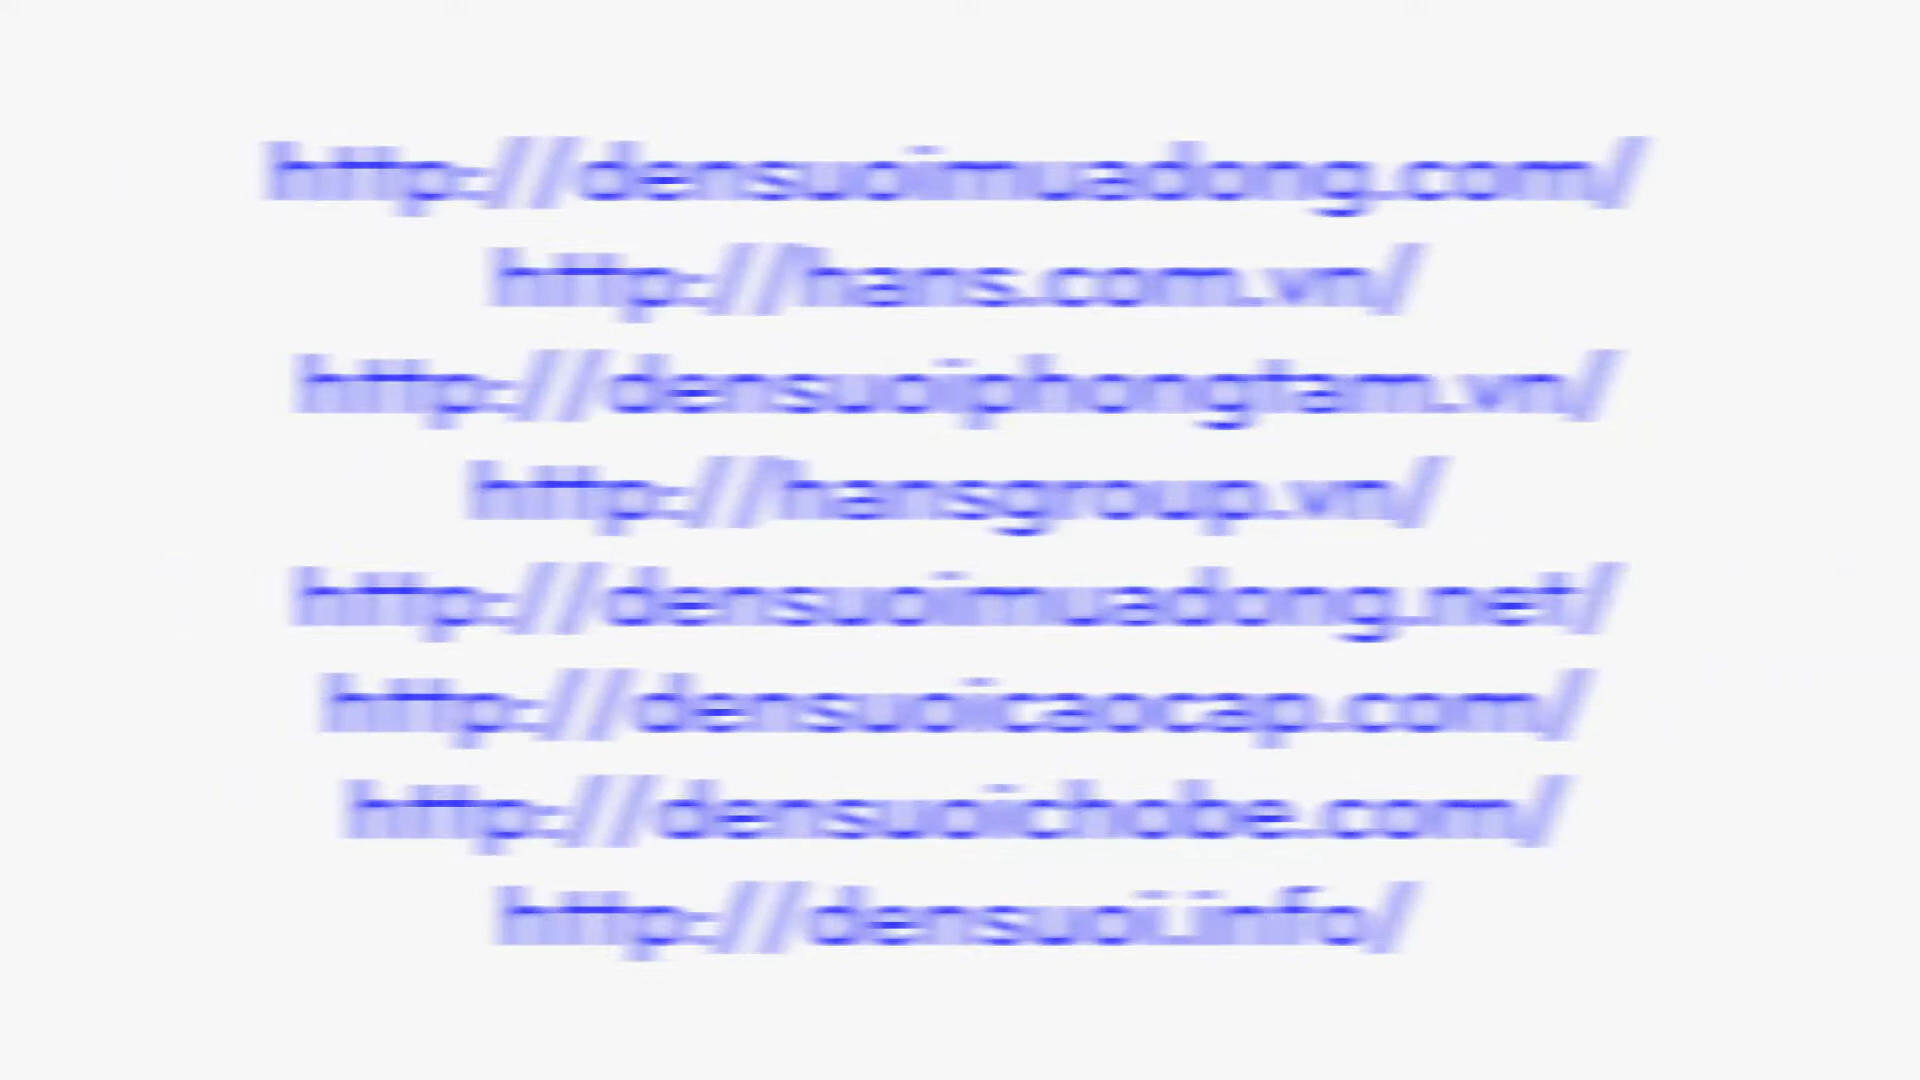 http://densuoimuadong.com/
http://hans.com.vn/
http://densuoiphongtam.vn/
http://hansgroup.vn/
http://densuoimuadong.net/
http://densuoicaocap.com/
http://densuoichobe.com/
http://densuoi.info/